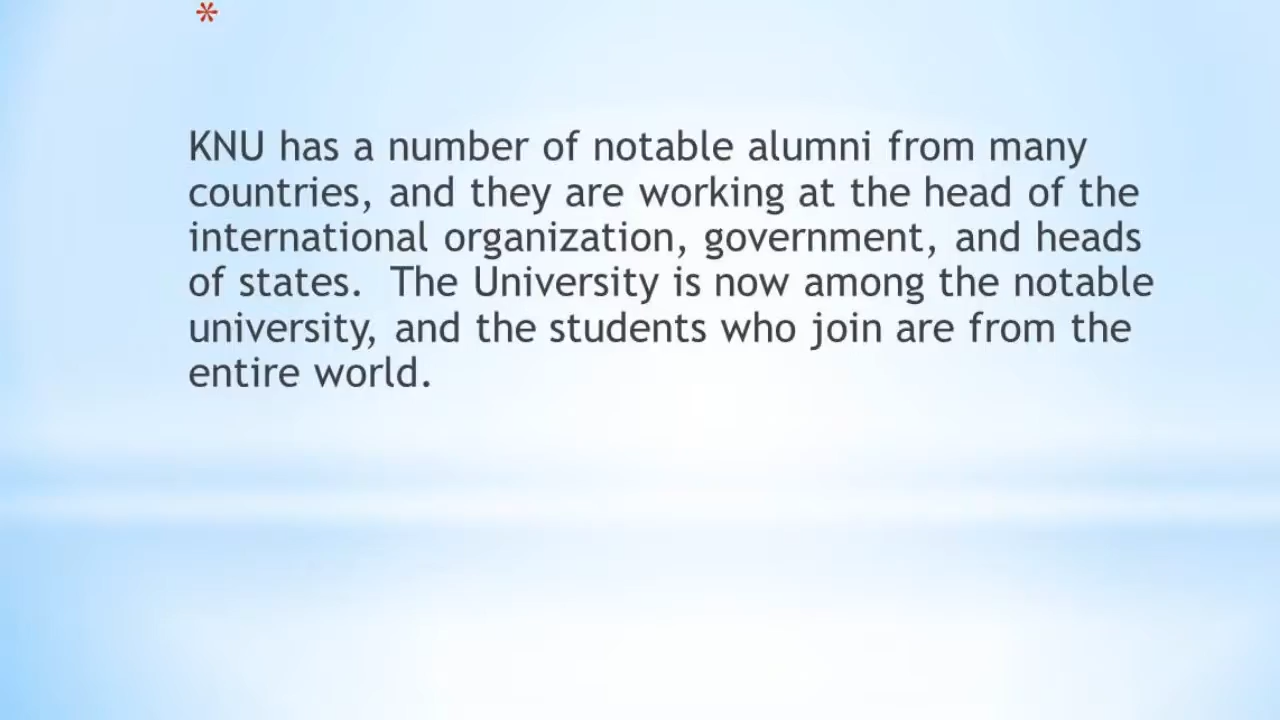 *
KNU has a number of notable alumni from many
countries, and they are working at the head of the
international organization, government, and heads
of states.  The University is now among the notable
university, and the students who join are from the
entire world.